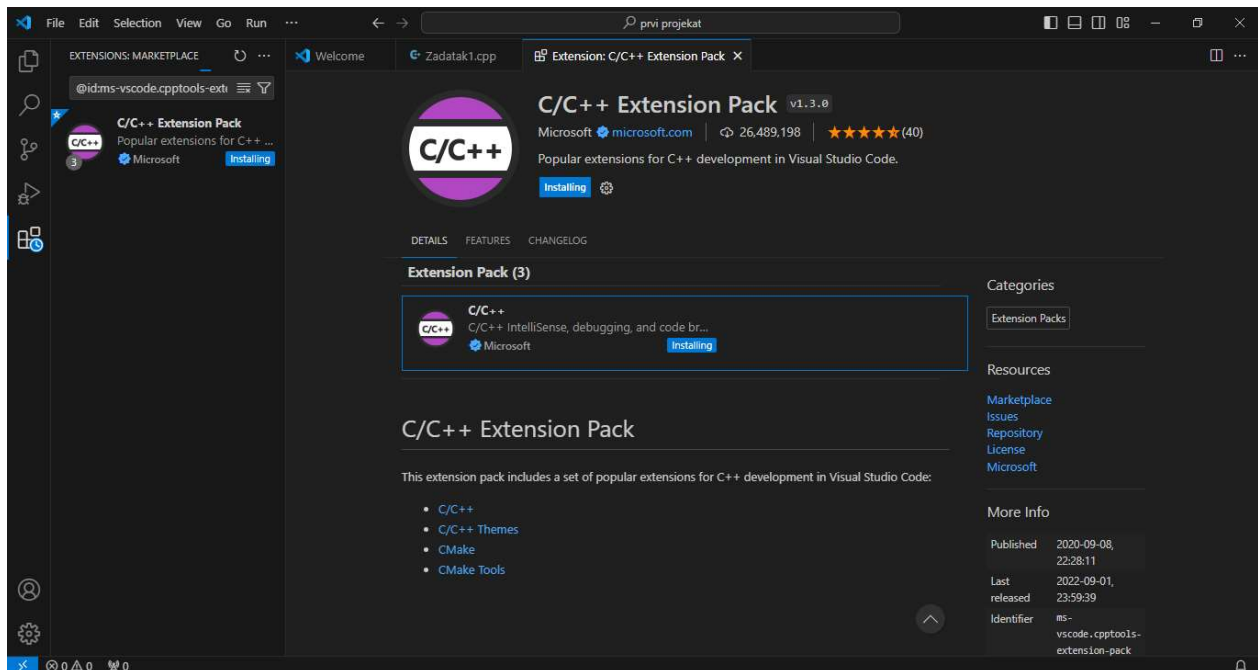 File Edit Selection View Go Run ···
prvi projekat
EXTENSIONS: MARKETPLACE
@id:ms-vscode.cpptools-exte
C/C++
3
C/C++ Extension Pack
Popular extensions for C++ ...
Microsoft
Installing
Welcome
Zadatak1.cpp
Extension: C/C++ Extension Pack
C/C++
C/C++ Extension Pack v1.3.0
Microsoft microsoft.com | 26,489,198 | ★★★★★(40)
Popular extensions for C++ development in Visual Studio Code.
Installing
DETAILS FEATURES CHANGELOG
Extension Pack (3)
C/C++
C/C++
C/C++ IntelliSense, debugging, and code br...
Microsoft
Installing
C/C++ Extension Pack
This extension pack includes a set of popular extensions for C++ development in Visual Studio Code:
• C/C++
• C/C++ Themes
• CMake
• CMake Tools
Categories
Extension Packs
Resources
Marketplace
Issues
Repository
License
Microsoft
More Info
Published 2020-09-08,
22:28:11
Last 2022-09-01,
released 23:59:39
Identifier ms-
vscode.cpptools-
extension-pack
0 0 0